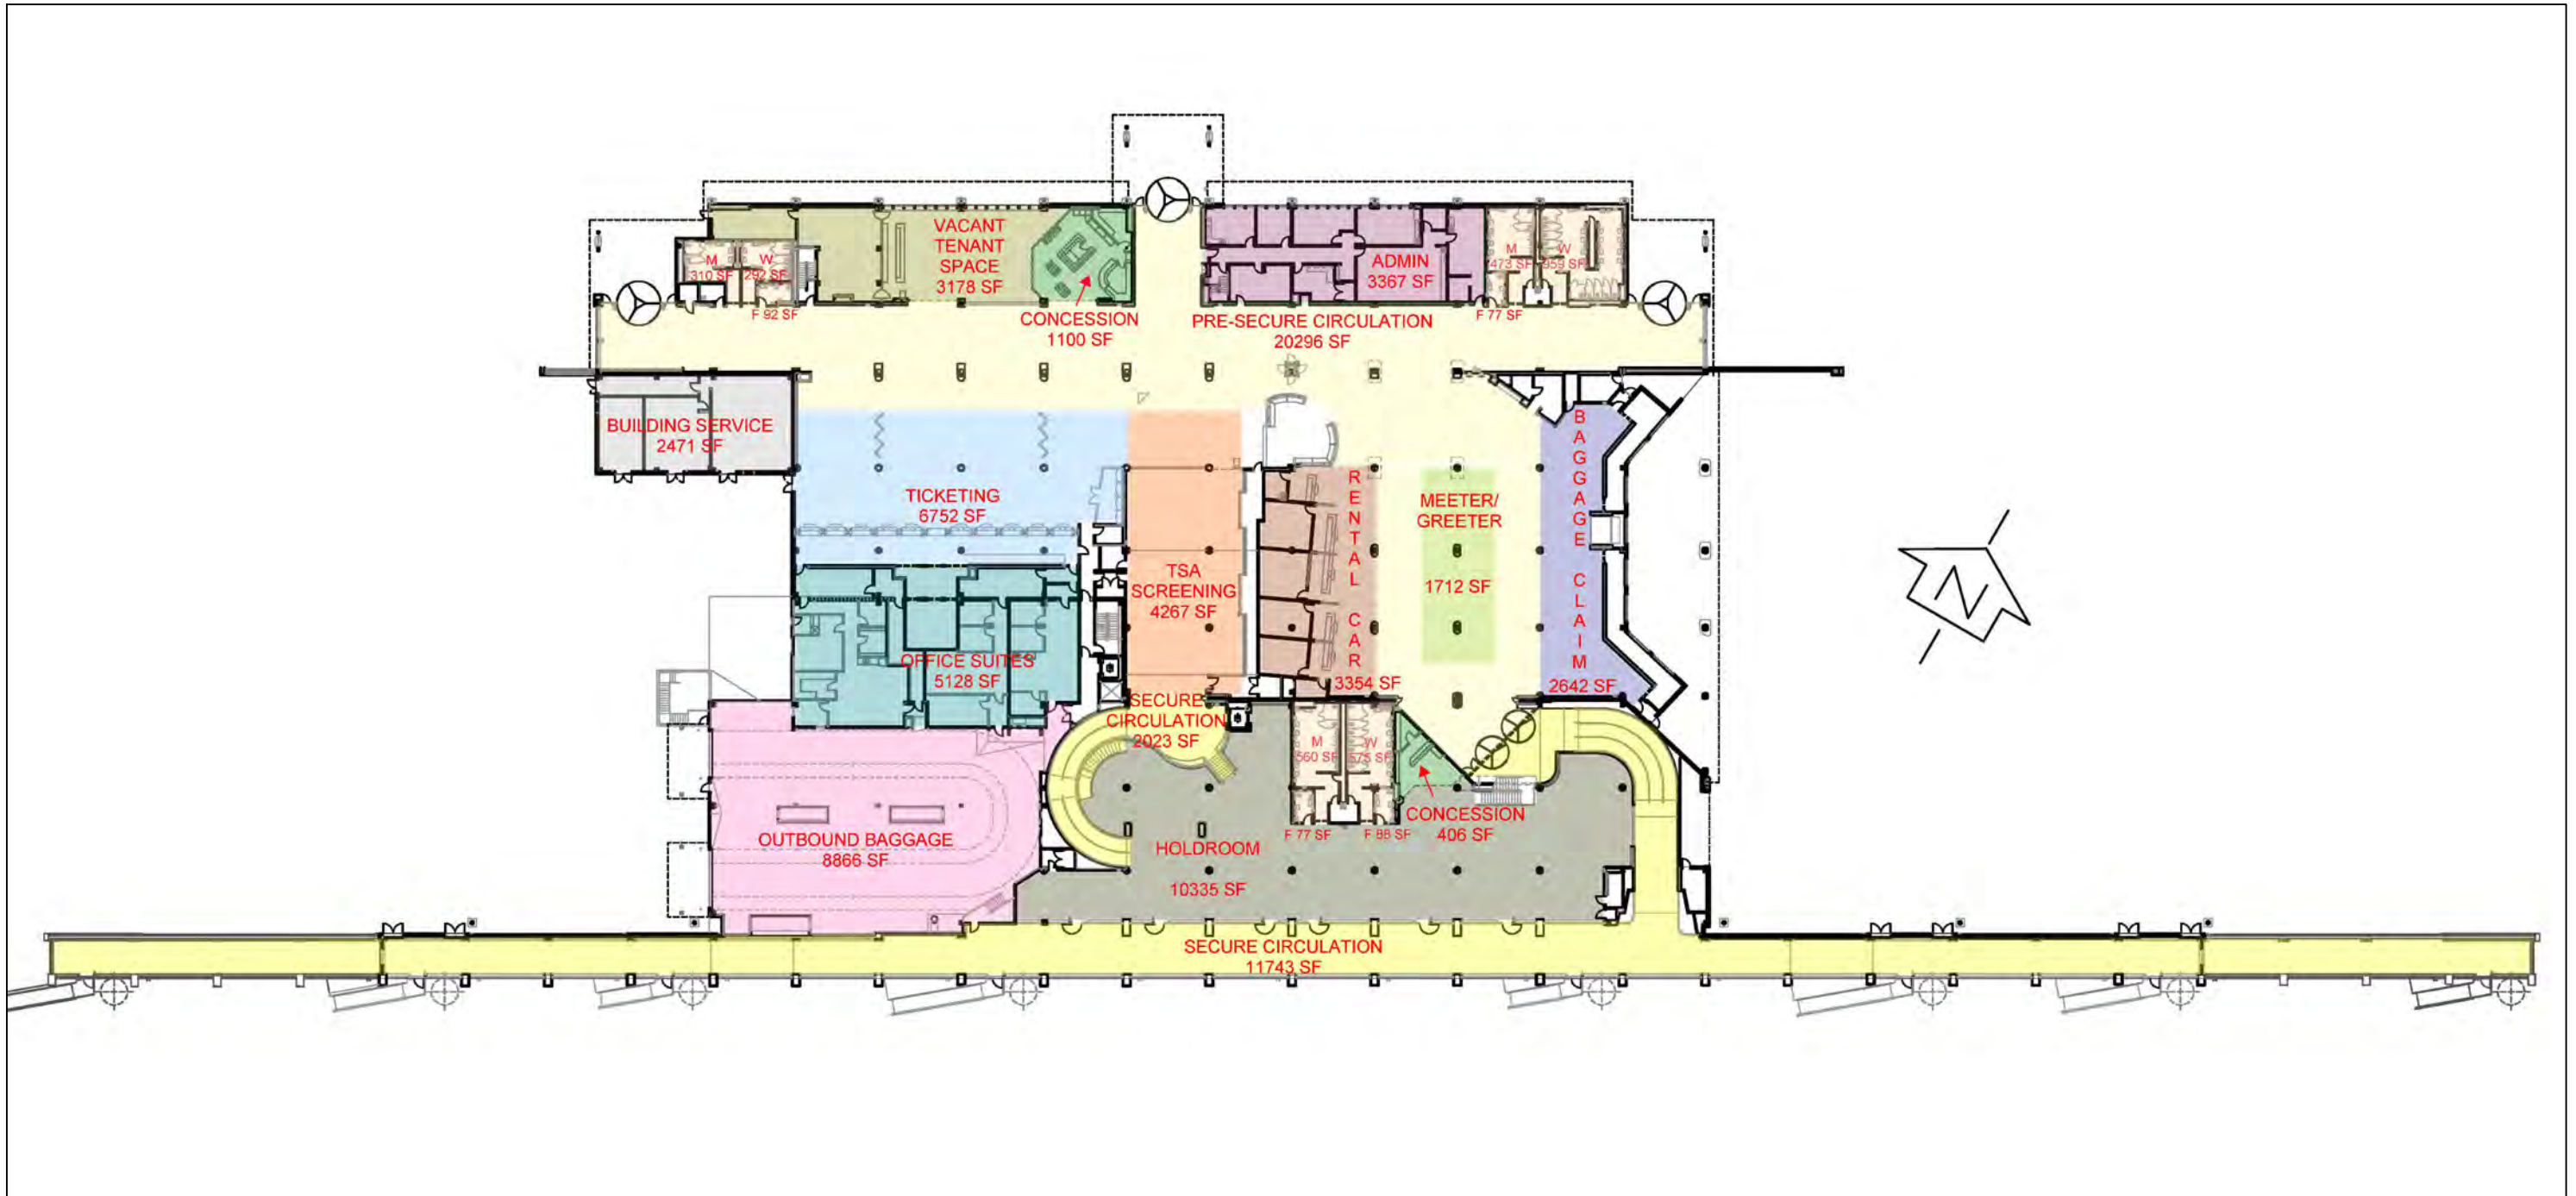 VACANT
TENANT
SPACE
3178 SF
M
310 SF
W
292 SF
F 92 SF
CONCESSION
1100 SF
ADMIN
3367 SF
M
473 SF
W
959 SF
F 77 SF
PRE-SECURE CIRCULATION
20296 SF
BUILDING SERVICE
2471 SF
TICKETING
6752 SF
TSA
SCREENING
4267 SF
RENTAL CAR
3354 SF
MEETER/
GREETER
1712 SF
BAGGAGE CLAIM
2642 SF
N
OFFICE SUITES
5128 SF
SECURE
CIRCULATION
2023 SF
M
560 SF
W
575 SF
F 77 SF
F 88 SF
CONCESSION
406 SF
OUTBOUND BAGGAGE
8866 SF
HOLDROOM
10335 SF
SECURE CIRCULATION
11743 SF